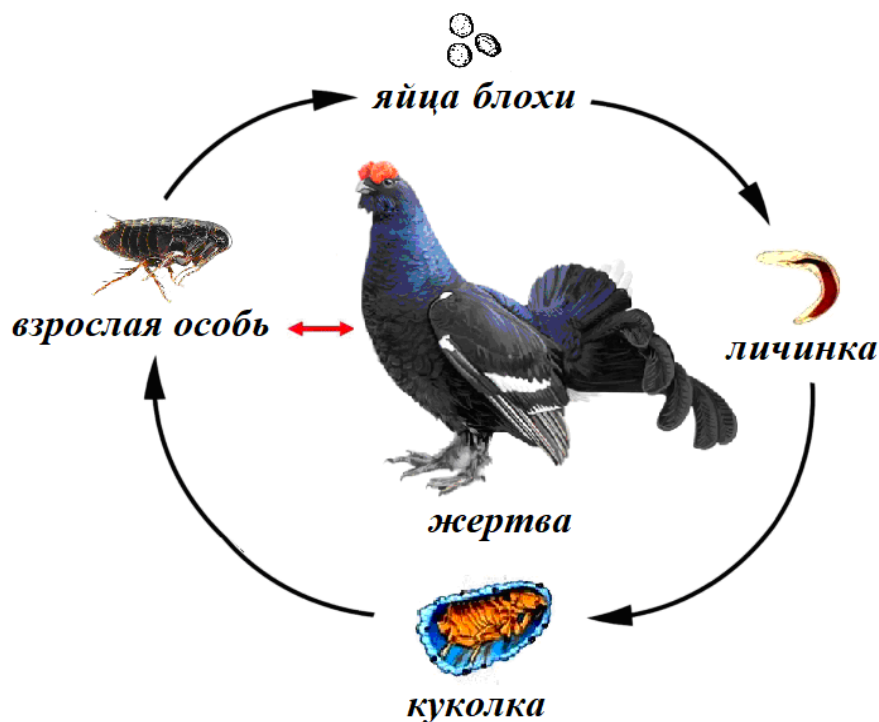 яйца блохи
взрослая особь
личинка
жертва
куколка